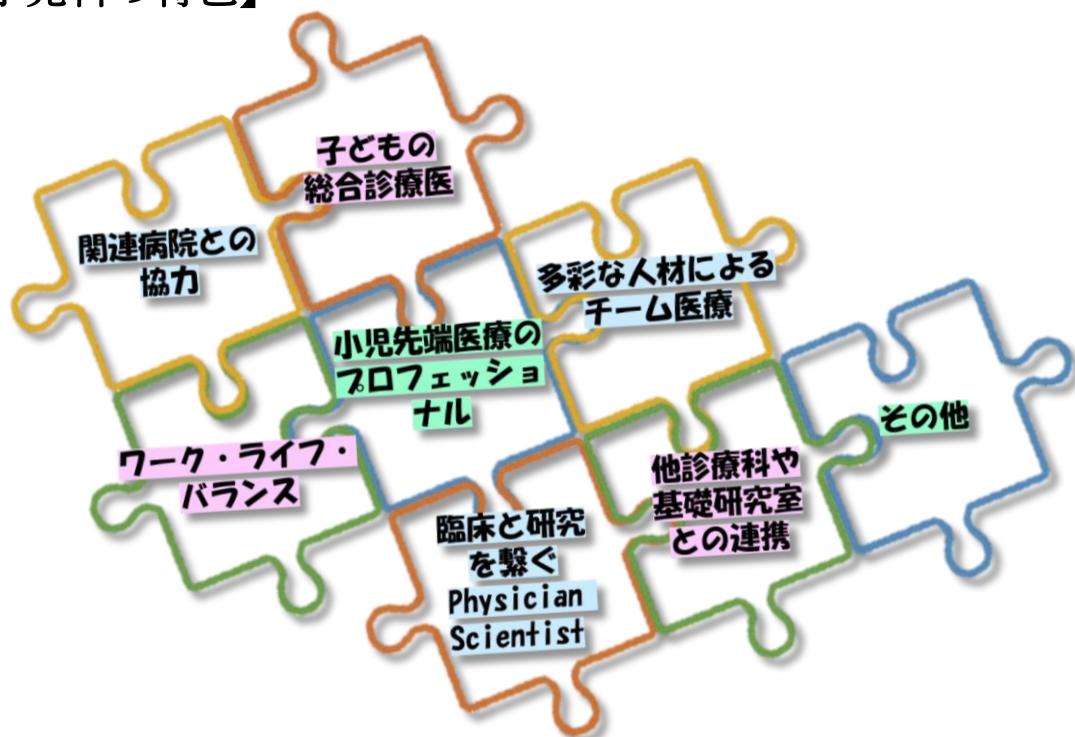 の特色】
子どもの
総合診療医
関連病院との
協力
多彩な人材による
チーム医療
小児先端医療の
プロフェッショ
ナル
その他
ワーク・ライフ・
バランス
他診療科や
基礎研究室
との連携
臨床と研究
を繋ぐ
Physician
Scientist